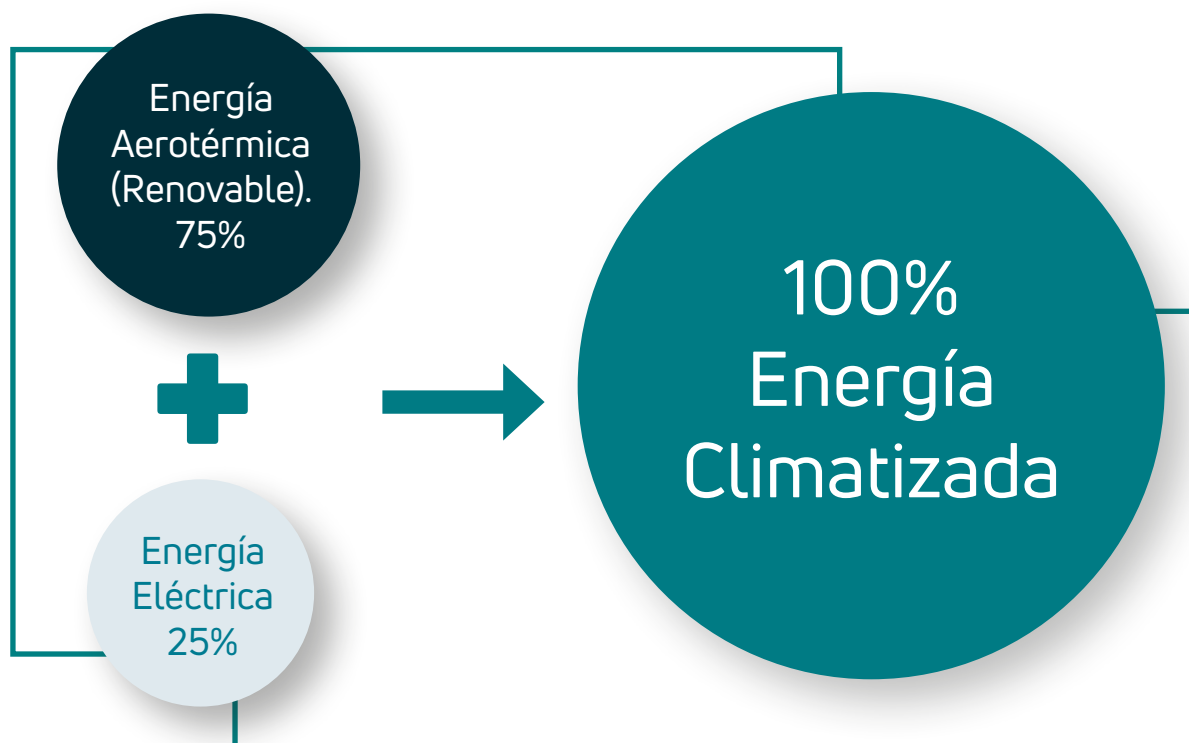 Energía
Aerotérmica
(Renovable).
75%
Energía
Eléctrica
25%
100%
Energía
Climatizada